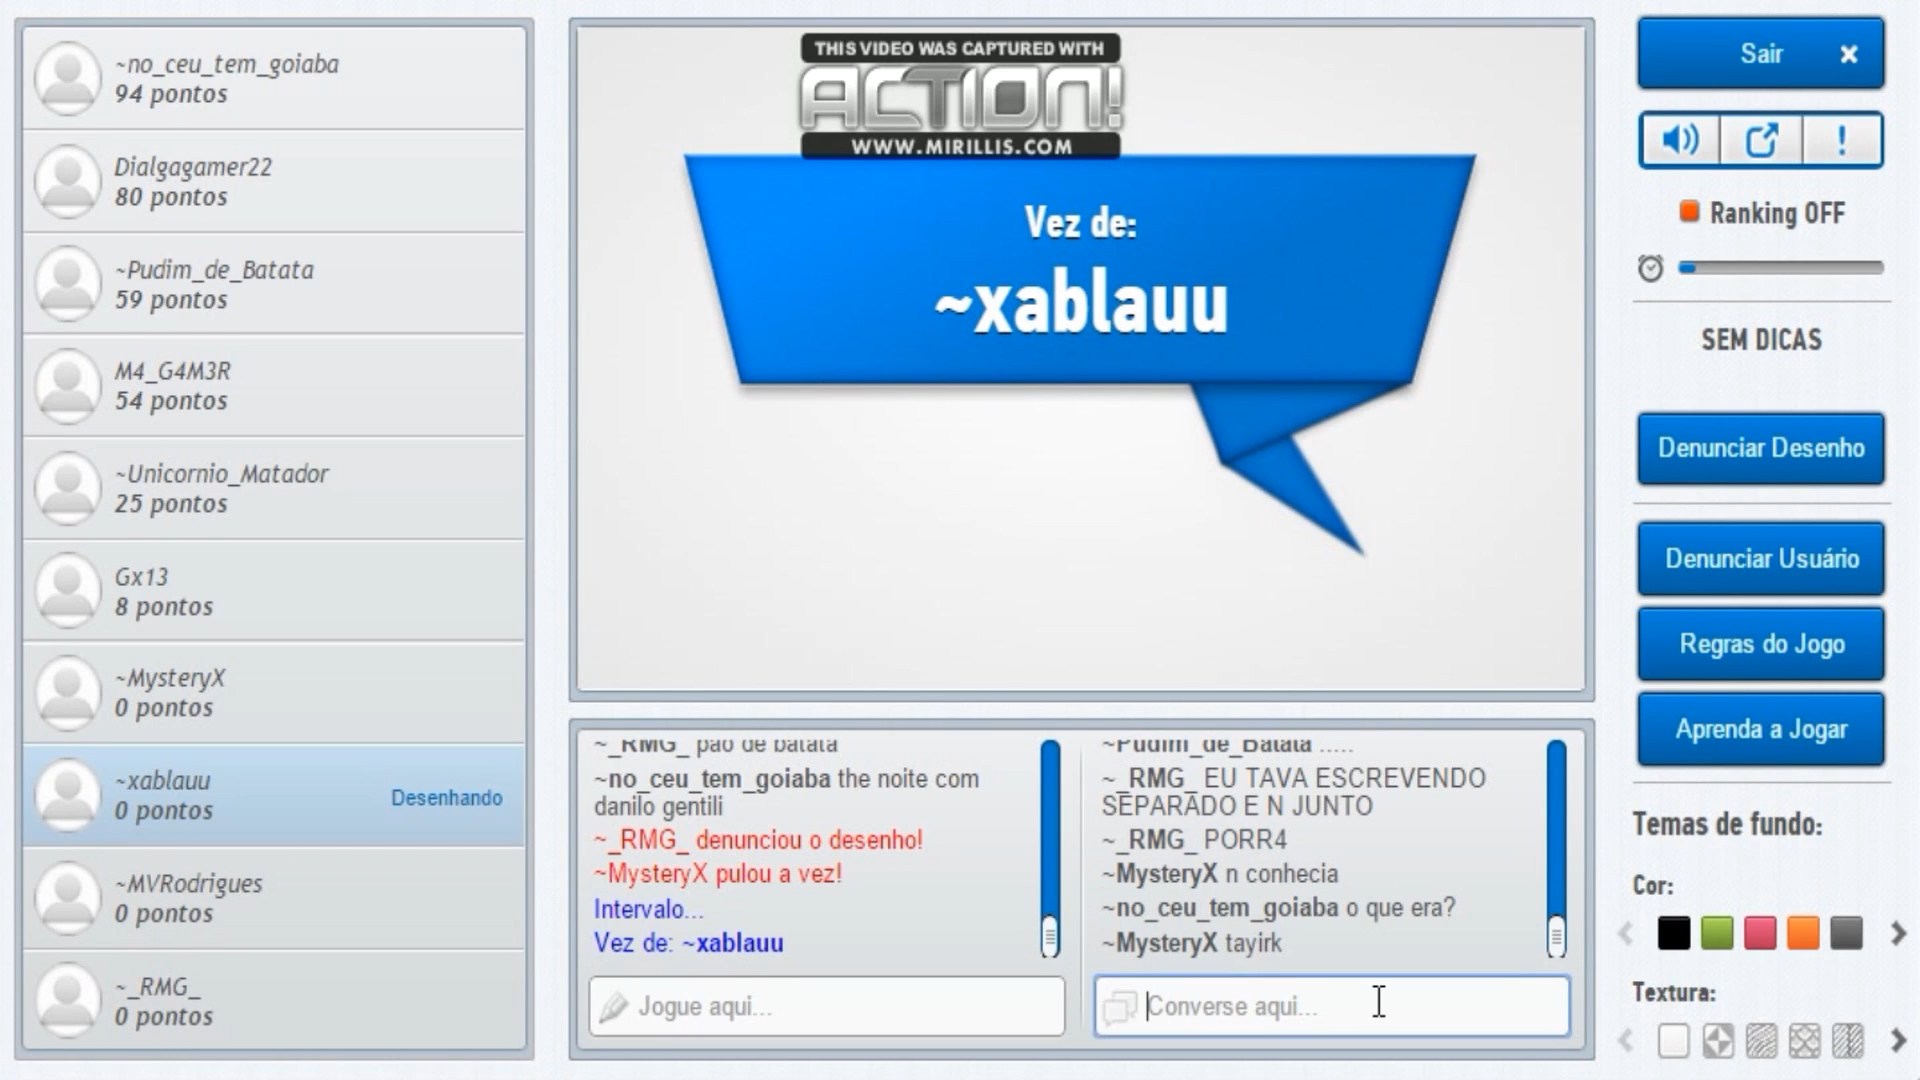 ~no_ceu_tem_goiaba
94 pontos
Dialgagamer22
80 pontos
~Pudim_de_Batata
59 pontos
M4_G4M3R
54 pontos
~Unicornio_Matador
25 pontos
Gx13
8 pontos
~MysteryX
0 pontos
~xablauu
0 pontos
Desenhando
~MVRodrigues
0 pontos
~_RMG_
0 pontos
THIS VIDEO WAS CAPTURED WITH
ACTION!
WWW.MIRILLIS.COM
Vez de:
~xablauu
~_RMG_ pao de batata
~no_ceu_tem_goiaba the noite com
danilo gentili
~_RMG_ denunciou o desenho!
~MysteryX pulou a vez!
Intervalo...
Vez de: ~xablauu
Jogue aqui...
~Pudim_de_Batata .....
~_RMG_ EU TAVA ESCREVENDO
SEPARADO E N JUNTO
~_RMG_ PORR4
~MysteryX n conhecia
~no_ceu_tem_goiaba o que era?
~MysteryX tayirk
Converse aqui...
Sair
!
Ranking OFF
SEM DICAS
Denunciar Desenho
Denunciar Usuário
Regras do Jogo
Aprenda a Jogar
Temas de fundo:
Cor:
Textura: